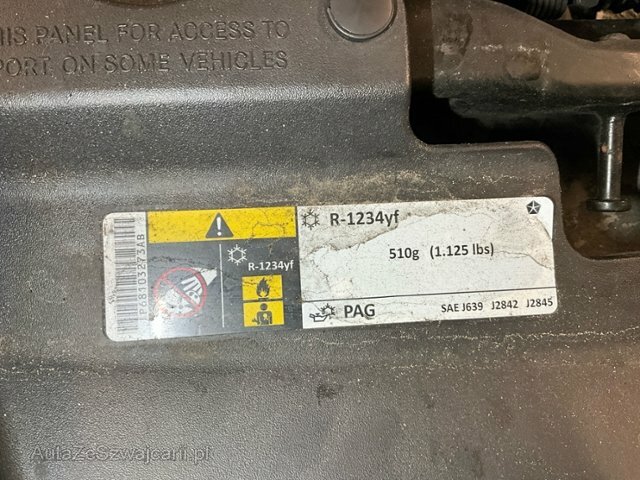 HIS PANEL FOR ACCESS TO
PORT ON SOME VEHICLES
R-1234yf
510g (1.125 lbs)
PAG
SAE J639 J2842 J2845
R-1234yf
P68103273AB
AutaZeSzwajcarii.pl